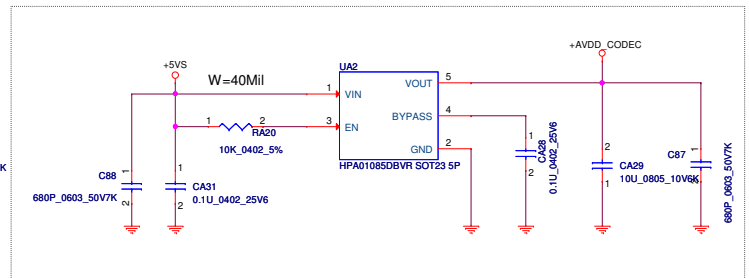 +5VS
W=40Mil
UA2
+AVDD_CODEC
1
VIN
VOUT
5
1
2
RA20
10K_0402_5%
3
EN
BYPASS
4
GND
2
HPA01085DBVR SOT23 5P
K
C88
1
2
680P_0603_50V7K
1
2
CA31
0.1U_0402_25V6
1
2
CA28
0.1U_0402_25V6
2
1
CA29
10U_0805_10V6K
C87
1
2
680P_0603_50V7K